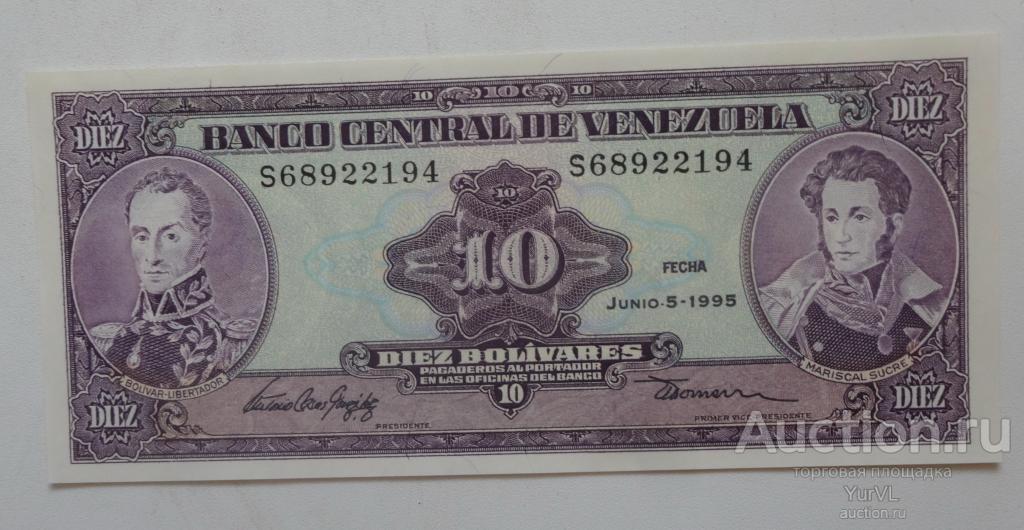 10 10 10
DIEZ DIEZ
BANCO CENTRAL DE VENEZUELA
S68922194 S68922194
10
10
FECHA
JUNIO-5-1995
DIEZ BOLÍVARES
PAGADEROS AL PORTADOR
EN LAS OFICINAS DEL BANCO
BOLIVAR-LIBERTADOR
MARISCAL SUCRE
DIEZ 10 DIEZ
PRESIDENTE
PRIMER VICE PRESIDENTE
Auction.ru
торговая площадка
YurVL
auction.ru